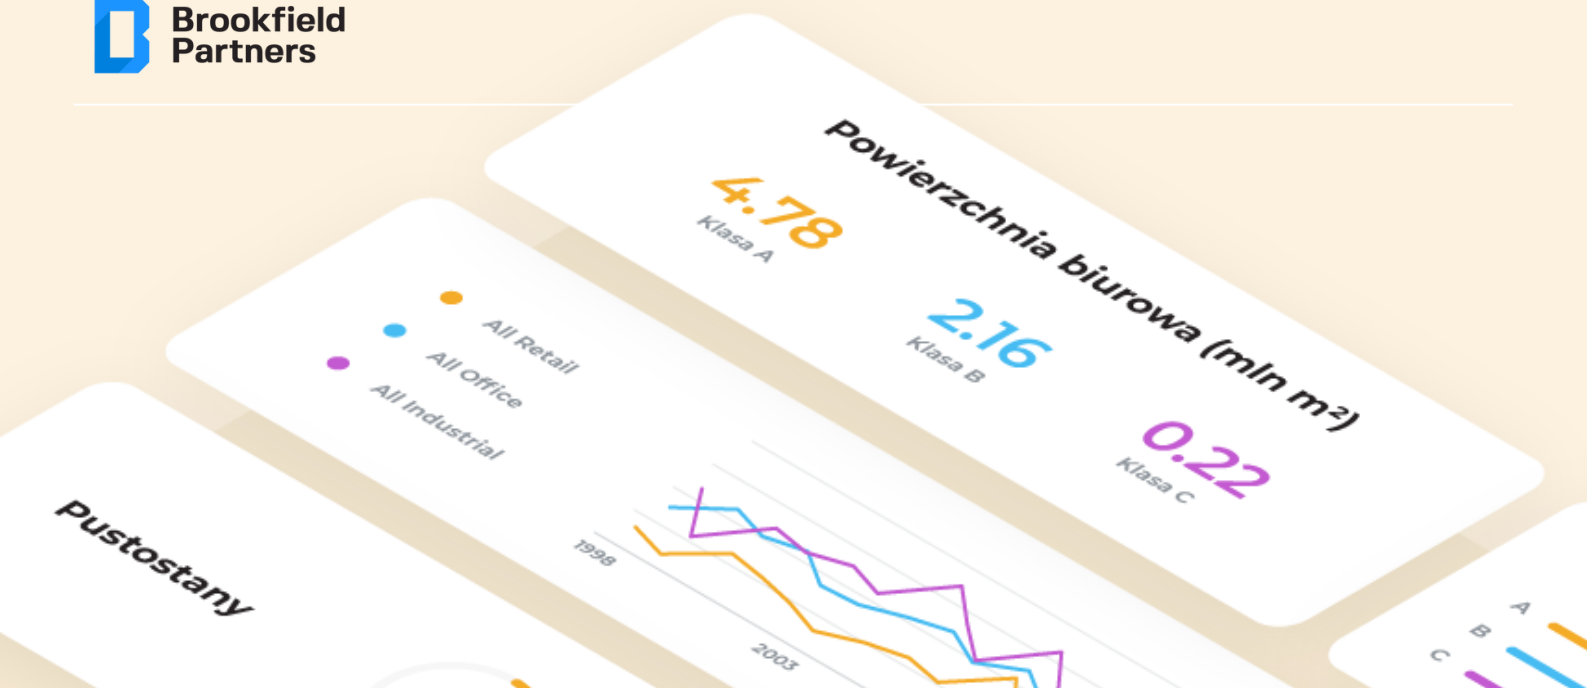 Brookfield
Partners
Powierzchnia biurowa (mln m²)
4.78
Klasa A
2.16
Klasa B
0.22
Klasa C
All Retail
All Office
All Industrial
1998
2003
Pustostany
A
B
C